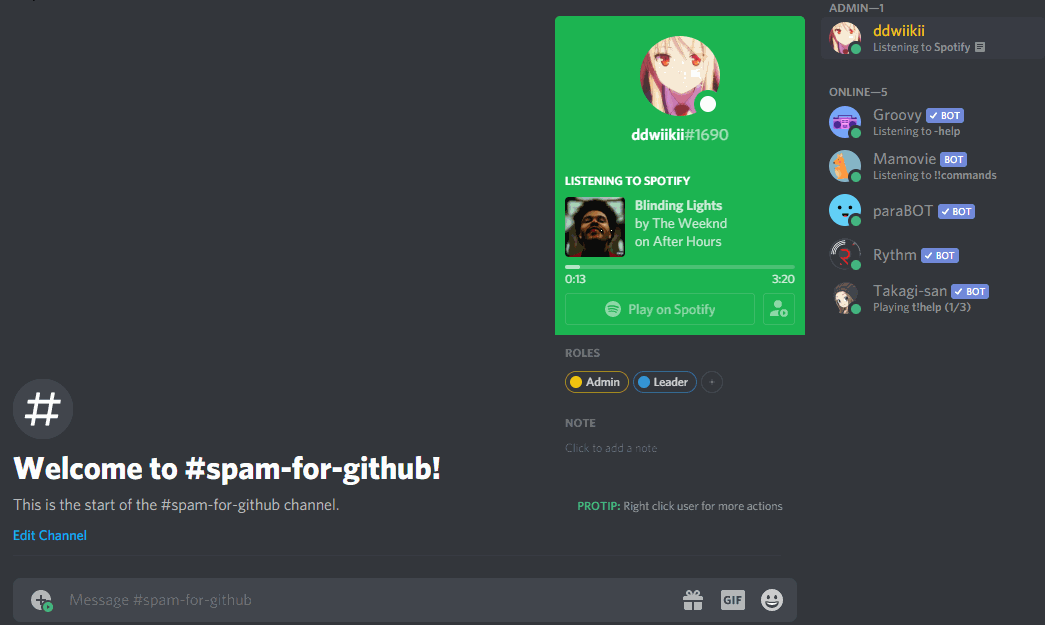 Welcome to #spam-for-github!
This is the start of the #spam-for-github channel.
Edit Channel
Message #spam-for-github
GIF
ddwiikii#1690
LISTENING TO SPOTIFY
Blinding Lights
by The Weeknd
on After Hours
0:13 3:20
Play on Spotify
ROLES
Admin Leader +
NOTE
Click to add a note
PROTIP: Right click user for more actions
ADMIN—1
ddwiikii
Listening to Spotify
ONLINE—5
Groovy ✓ BOT
Listening to -help
Mamovie BOT
Listening to !!commands
paraBOT ✓ BOT
Rythm ✓ BOT
Takagi-san ✓ BOT
Playing t!help (1/3)